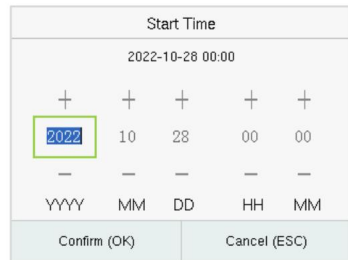 Start Time
2022-10-28 00:00
+ + + + +
2022 10 28 00 00
— — — — —
YYYY MM DD HH MM
Confirm (OK) Cancel (ESC)